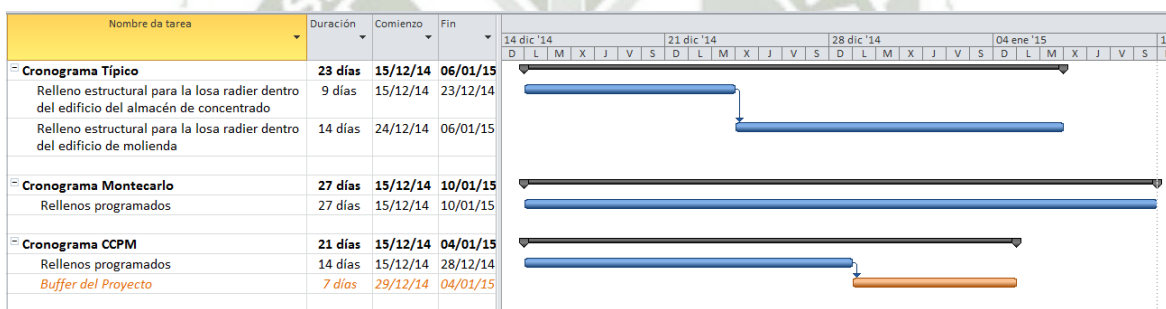 Nombre da tarea Duración Comienzo Fin
14 dic '14 21 dic '14 28 dic '14 04 ene '15 1
D L M X J V S D L M X J V S D L M X J V S D L M X J V S
Cronograma Típico 23 días 15/12/14 06/01/15
Relleno estructural para la losa radier dentro 9 días 15/12/14 23/12/14
del edificio del almacén de concentrado
Relleno estructural para la losa radier dentro 14 días 24/12/14 06/01/15
del edificio de molienda
Cronograma Montecarlo 27 días 15/12/14 10/01/15
Rellenos programados 27 días 15/12/14 10/01/15
Cronograma CCPM 21 días 15/12/14 04/01/15
Rellenos programados 14 días 15/12/14 28/12/14
Buffer del Proyecto 7 días 29/12/14 04/01/15